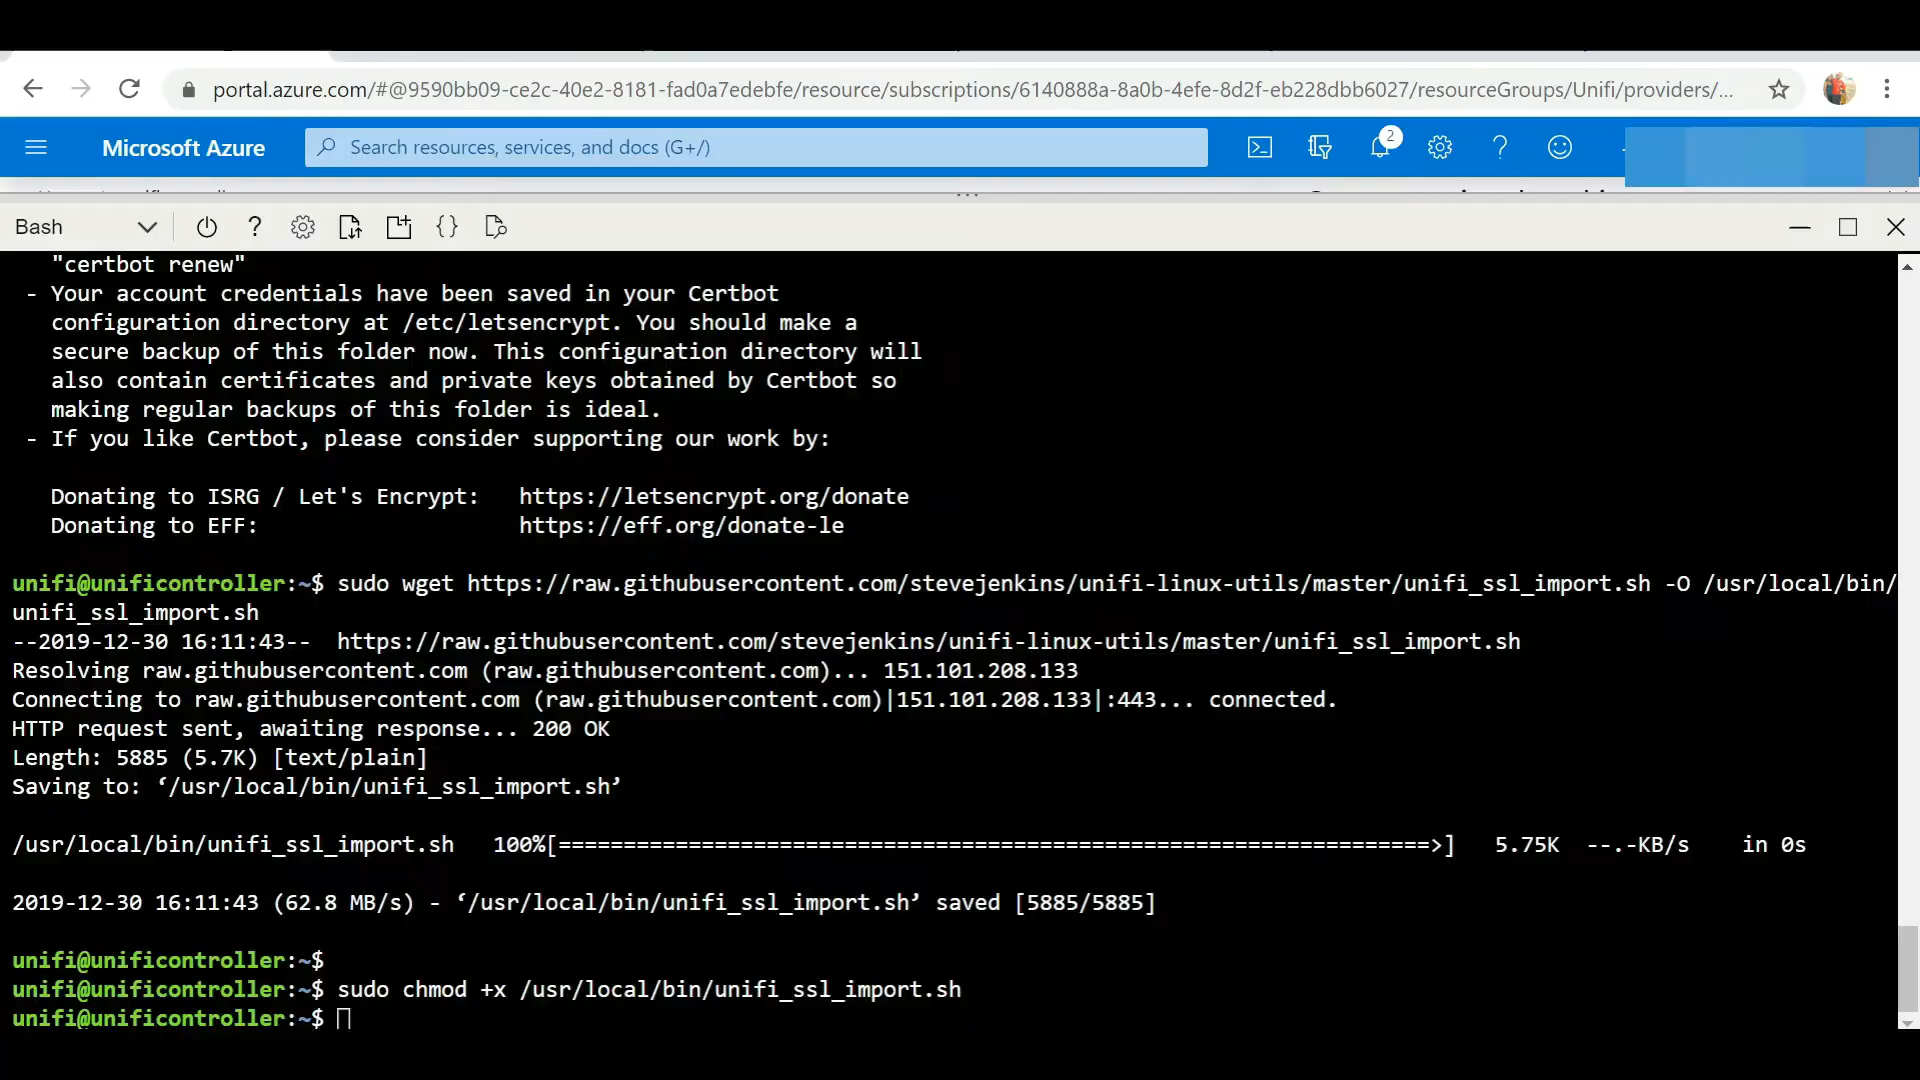 portal.azure.com/#@9590bb09-ce2c-40e2-8181-fad0a7edebfe/resource/subscriptions/6140888a-8a0b-4efe-8d2f-eb228dbb6027/resourceGroups/Unifi/providers/...
Microsoft Azure
Search resources, services, and docs (G+/)
2
Bash
"certbot renew"
- Your account credentials have been saved in your Certbot
configuration directory at /etc/letsencrypt. You should make a
secure backup of this folder now. This configuration directory will
also contain certificates and private keys obtained by Certbot so
making regular backups of this folder is ideal.
- If you like Certbot, please consider supporting our work by:
Donating to ISRG / Let's Encrypt:   https://letsencrypt.org/donate
Donating to EFF:                    https://eff.org/donate-le
unifi@unificontroller:~$ sudo wget https://raw.githubusercontent.com/stevejenkins/unifi-linux-utils/master/unifi_ssl_import.sh -O /usr/local/bin/
unifi_ssl_import.sh
--2019-12-30 16:11:43--  https://raw.githubusercontent.com/stevejenkins/unifi-linux-utils/master/unifi_ssl_import.sh
Resolving raw.githubusercontent.com (raw.githubusercontent.com)... 151.101.208.133
Connecting to raw.githubusercontent.com (raw.githubusercontent.com)|151.101.208.133|:443... connected.
HTTP request sent, awaiting response... 200 OK
Length: 5885 (5.7K) [text/plain]
Saving to: ‘/usr/local/bin/unifi_ssl_import.sh’
/usr/local/bin/unifi_ssl_import.sh   100%[===================================================================>]   5.75K  --.-KB/s    in 0s
2019-12-30 16:11:43 (62.8 MB/s) - ‘/usr/local/bin/unifi_ssl_import.sh’ saved [5885/5885]
unifi@unificontroller:~$
unifi@unificontroller:~$ sudo chmod +x /usr/local/bin/unifi_ssl_import.sh
unifi@unificontroller:~$